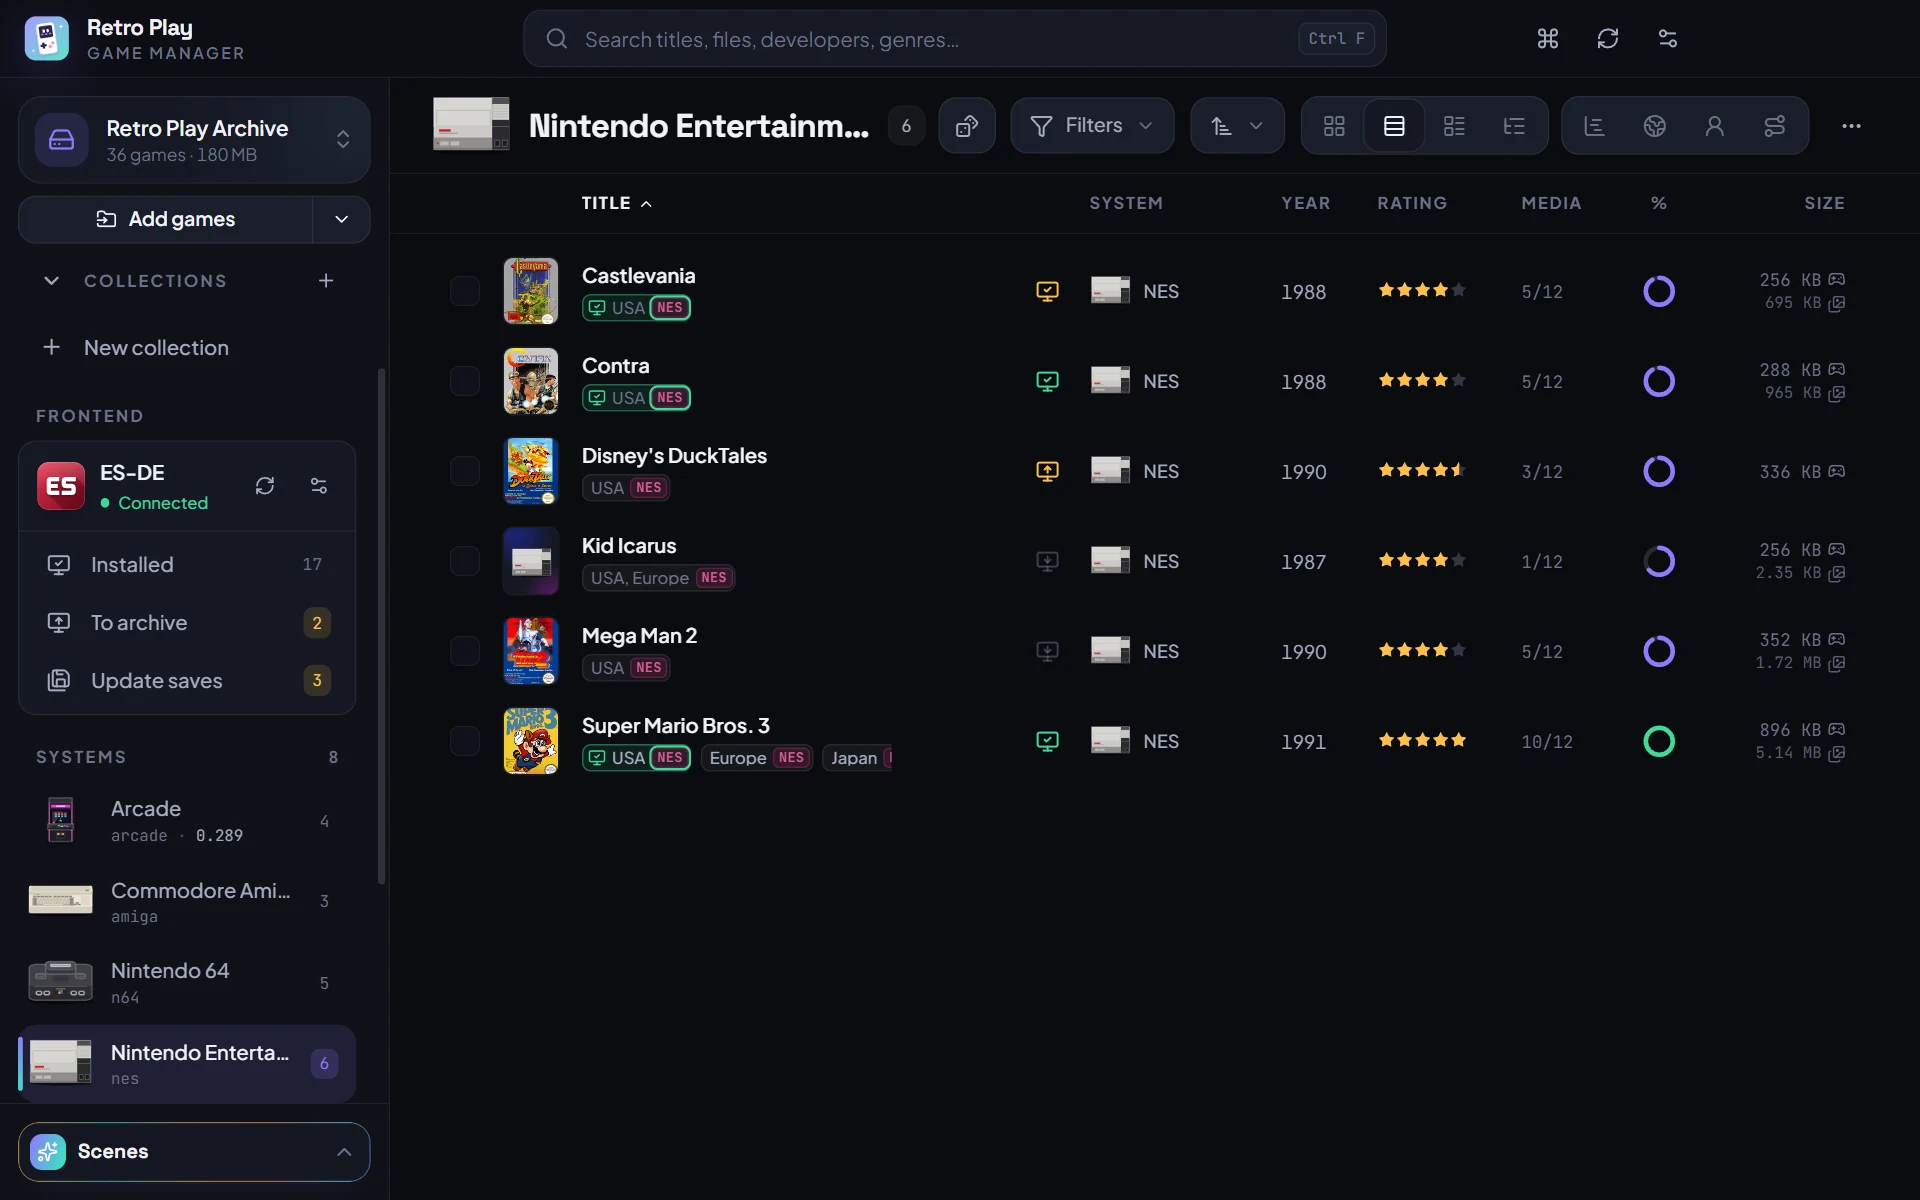 Retro Play
GAME MANAGER
Search titles, files, developers, genres...
Ctrl F
Retro Play Archive
36 games · 180 MB
Add games
COLLECTIONS
New collection
FRONTEND
ES
ES-DE
Connected
Installed 17
To archive 2
Update saves 3
SYSTEMS 8
Arcade
arcade · 0.289
4
Commodore Ami...
amiga
3
Nintendo 64
n64
5
Nintendo Enterta...
nes
6
Scenes
Nintendo Entertainm...
6
Filters
TITLE SYSTEM YEAR RATING MEDIA % SIZE
Castlevania
USA NES
NES 1988 5/12
256 KB
695 KB
Contra
USA NES
NES 1988 5/12
288 KB
965 KB
Disney's DuckTales
USA NES
NES 1990 3/12
336 KB
Kid Icarus
USA, Europe NES
NES 1987 1/12
256 KB
2.35 KB
Mega Man 2
USA NES
NES 1990 5/12
352 KB
1.72 MB
Super Mario Bros. 3
USA NES Europe NES Japan
NES 1991 10/12
896 KB
5.14 MB